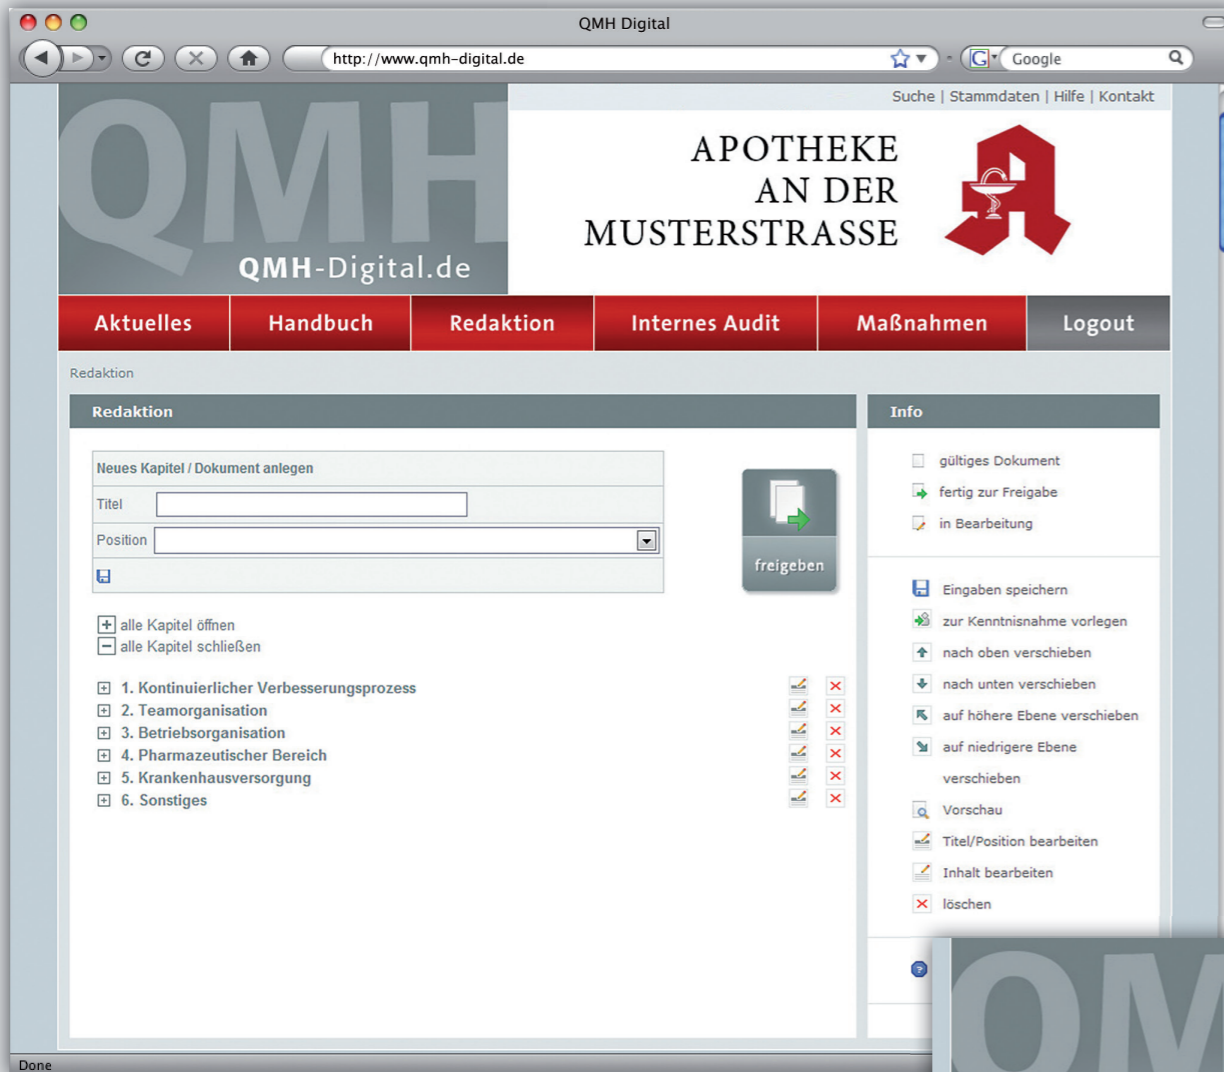 QMH Digital
http://www.qmh-digital.de
Google
Suche | Stammdaten | Hilfe | Kontakt
QMH
QMH-Digital.de
APOTHEKE
AN DER
MUSTERSTRASSE
Aktuelles Handbuch Redaktion Internes Audit Maßnahmen Logout
Redaktion
Redaktion
Neues Kapitel / Dokument anlegen
Titel
Position
freigeben
alle Kapitel öffnen
alle Kapitel schließen
1. Kontinuierlicher Verbesserungsprozess
2. Teamorganisation
3. Betriebsorganisation
4. Pharmazeutischer Bereich
5. Krankenhausversorgung
6. Sonstiges
Info
gültiges Dokument
fertig zur Freigabe
in Bearbeitung
Eingaben speichern
zur Kenntnisnahme vorlegen
nach oben verschieben
nach unten verschieben
auf höhere Ebene verschieben
auf niedrigere Ebene
verschieben
Vorschau
Titel/Position bearbeiten
Inhalt bearbeiten
löschen
QM
Done